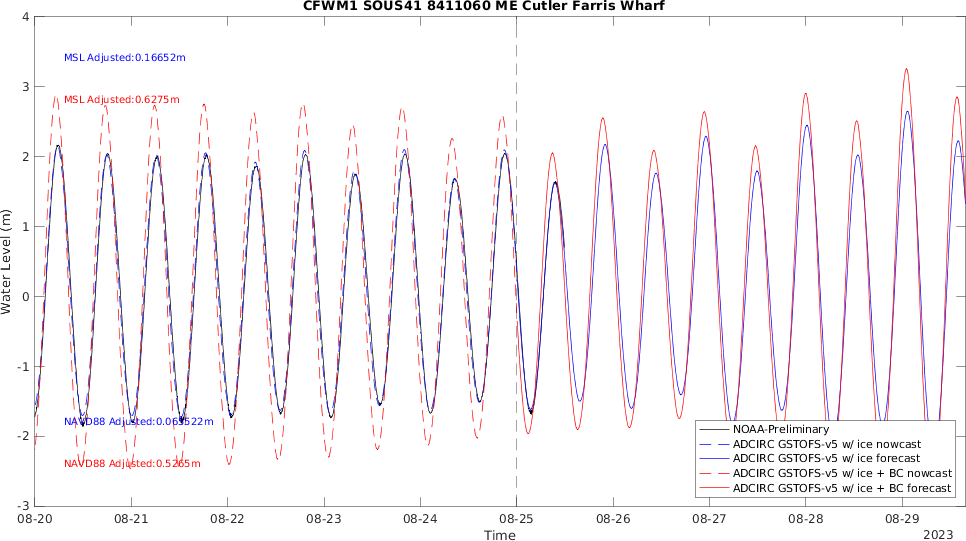 CFWM1 SOUS41 8411060 ME Cutler Farris Wharf
MSL Adjusted:0.16652m
MSL Adjusted:0.6275m
NAVD88 Adjusted:0.065522m
NAVD88 Adjusted:0.5265m
Water Level (m)
4
3
2
1
0
-1
-2
-3
NOAA-Preliminary
ADCIRC GSTOFS-v5 w/ ice nowcast
ADCIRC GSTOFS-v5 w/ ice forecast
ADCIRC GSTOFS-v5 w/ ice + BC nowcast
ADCIRC GSTOFS-v5 w/ ice + BC forecast
08-20 08-21 08-22 08-23 08-24 08-25 08-26 08-27 08-28 08-29
Time
2023